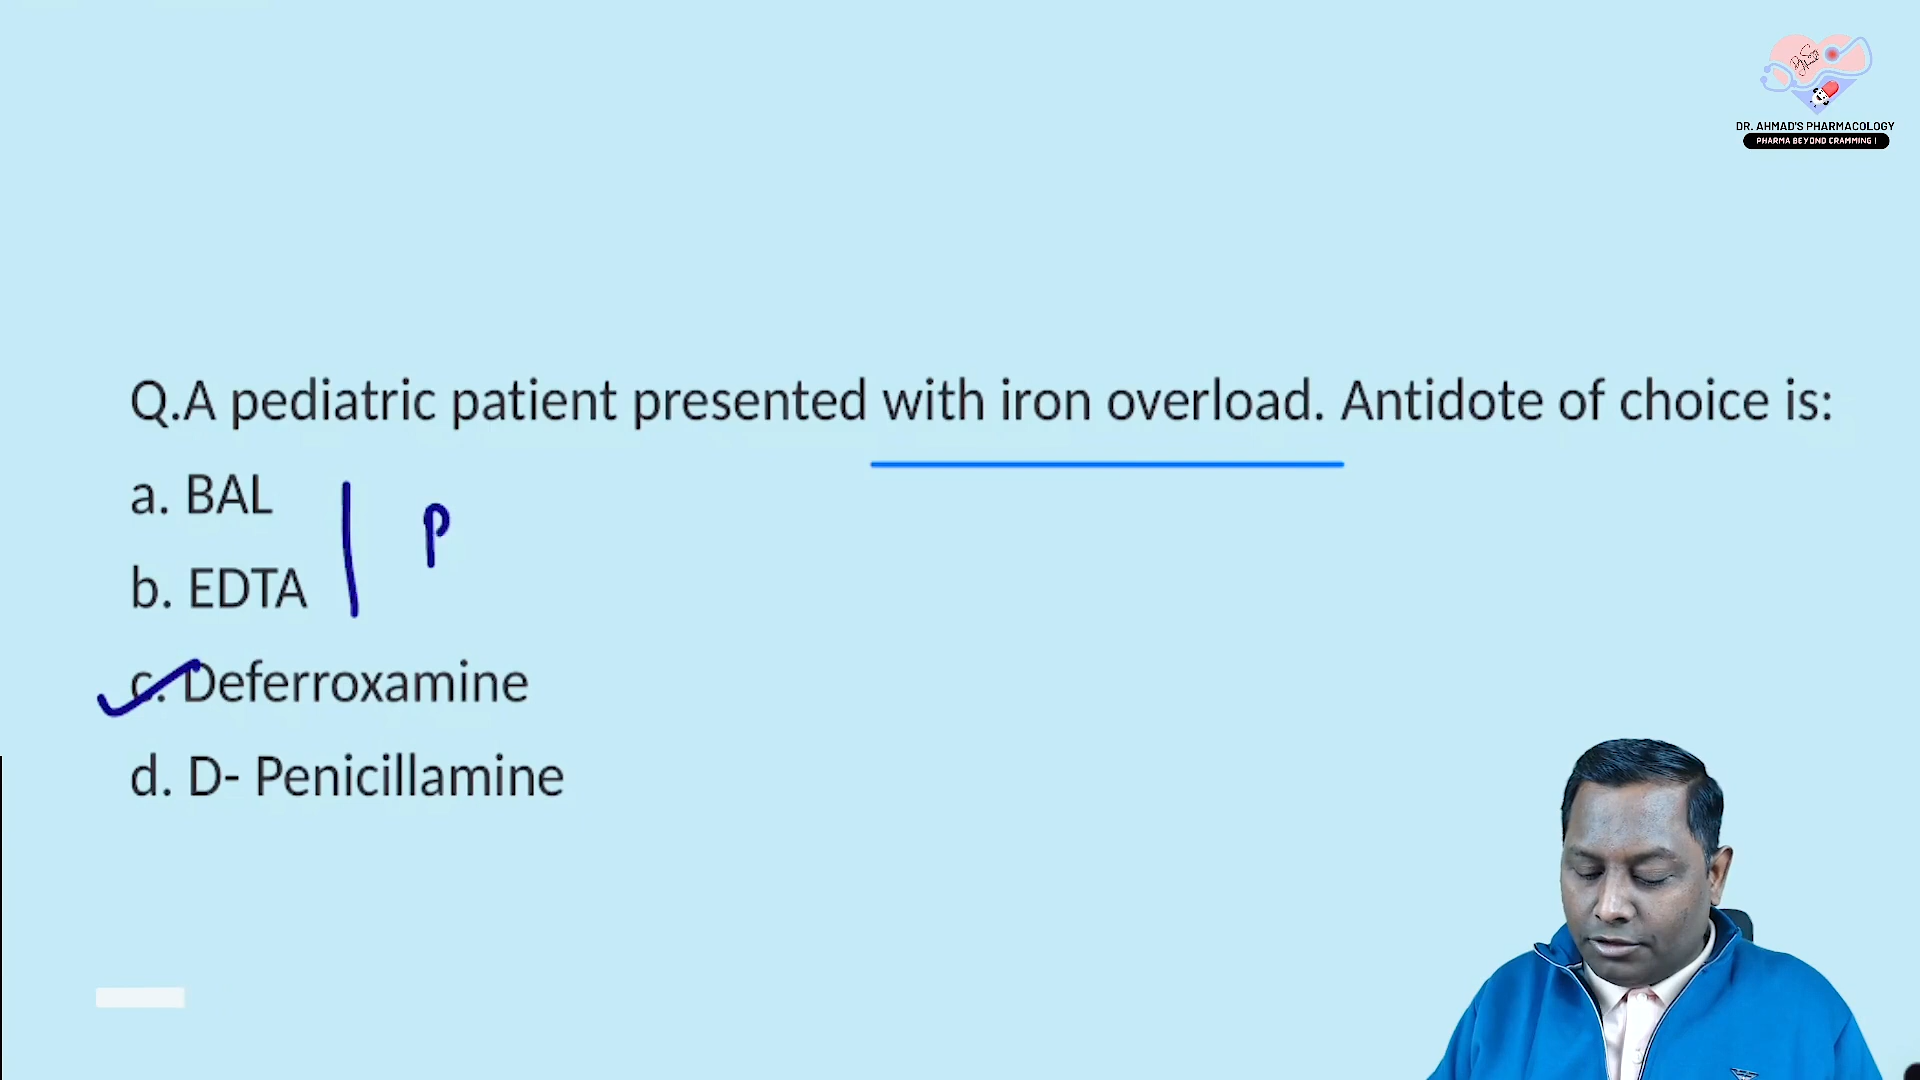 DR. AHMAD'S PHARMACOLOGY
PHARMA BEYOND CRAMMING !
Q.A pediatric patient presented with iron overload. Antidote of choice is:
a. BAL
P
b. EDTA
c. Deferroxamine
d. D- Penicillamine